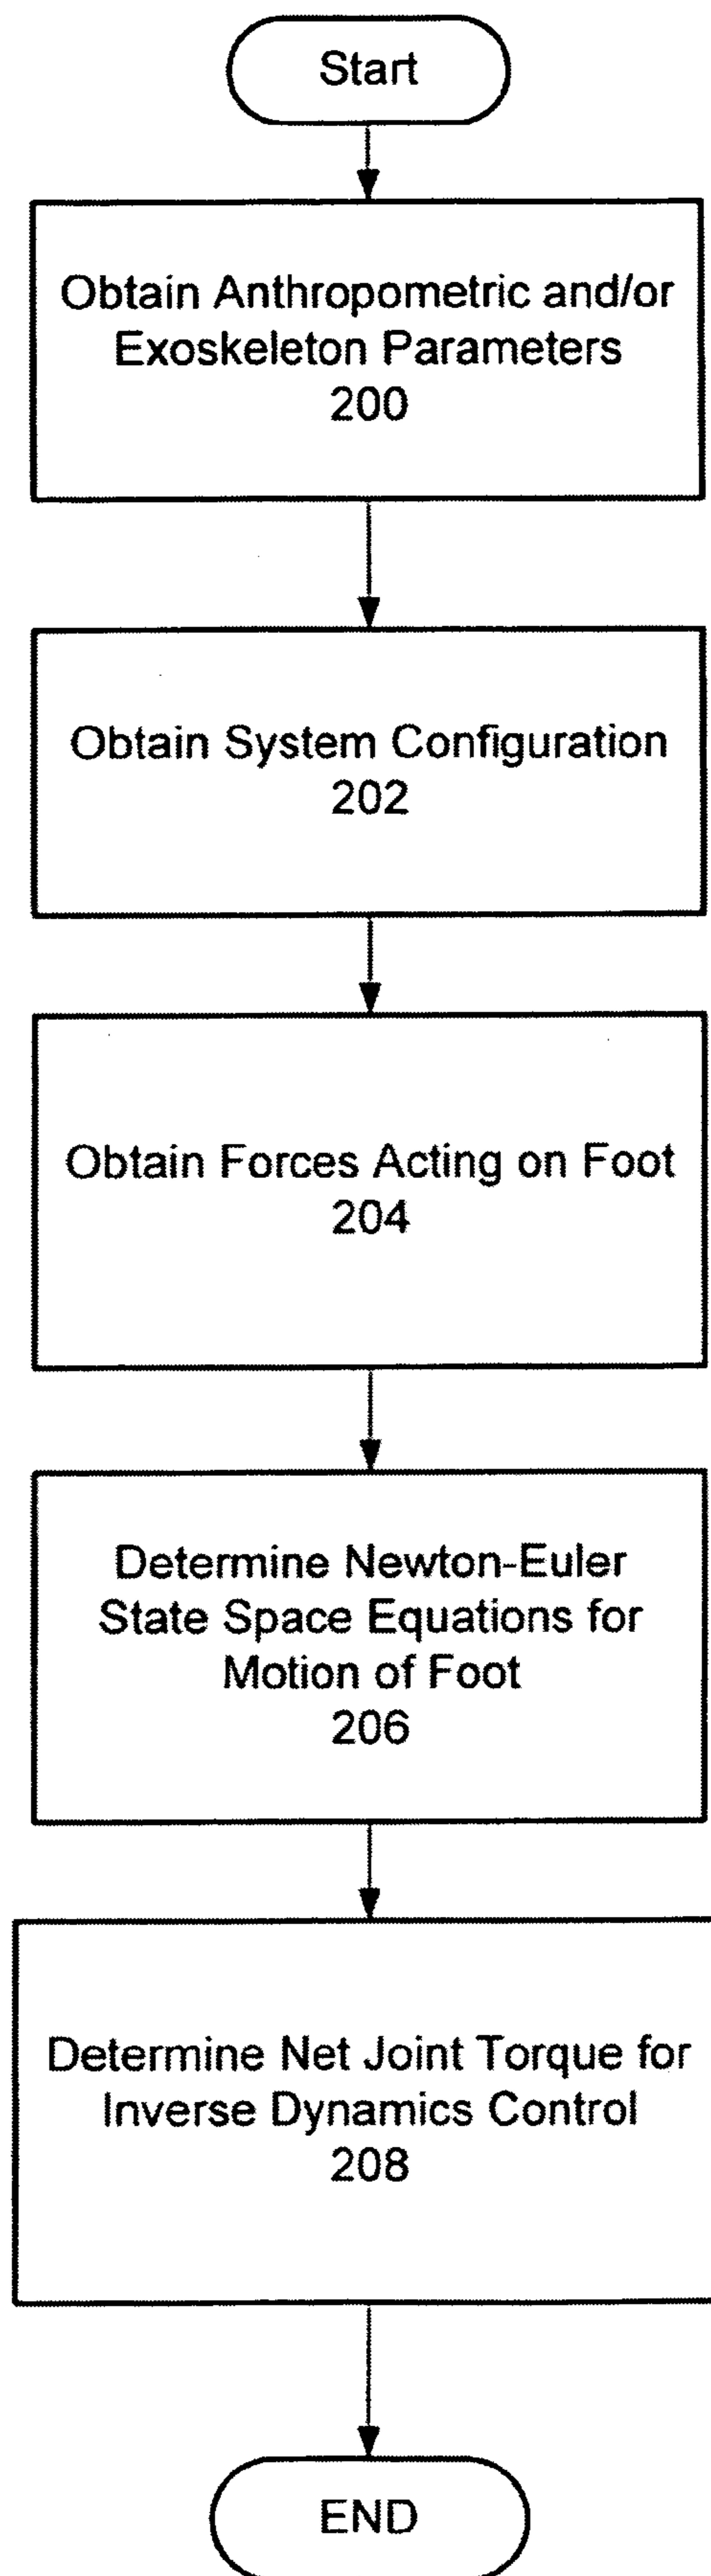 Start
Obtain Anthropometric and/or
Exoskeleton Parameters
200
Obtain System Configuration
202
Obtain Forces Acting on Foot
204
Determine Newton-Euler
State Space Equations for
Motion of Foot
206
Determine Net Joint Torque for
Inverse Dynamics Control
208
END